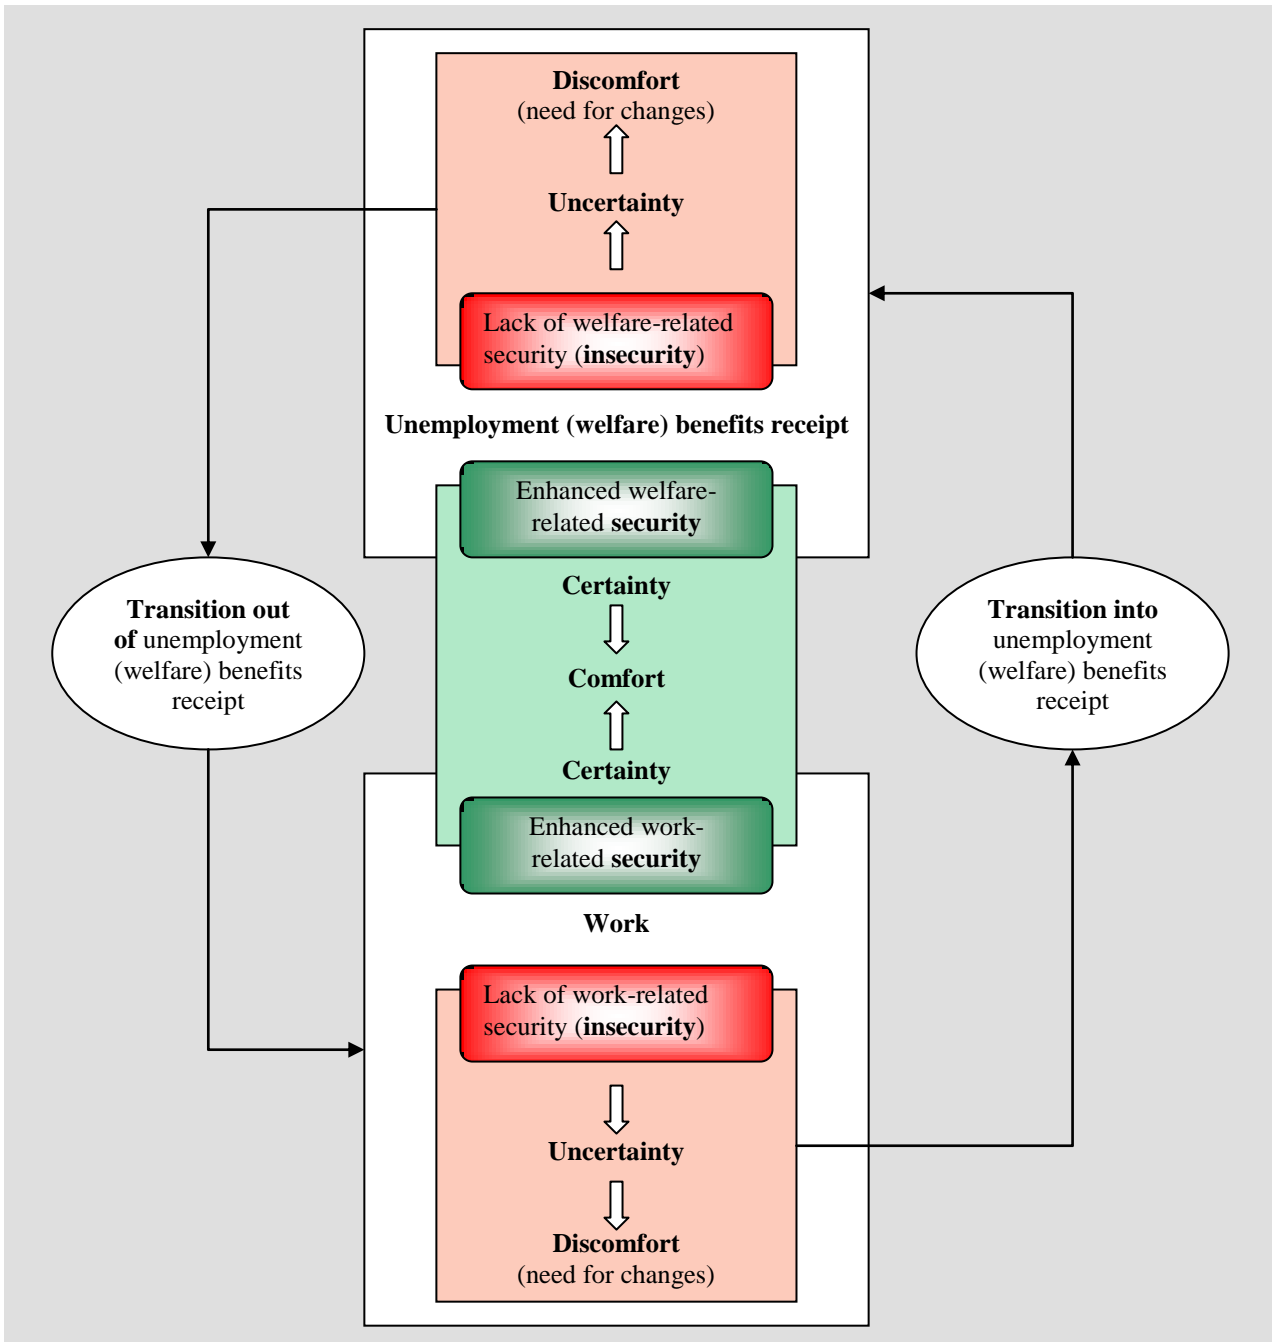 Discomfort
(need for changes)
Uncertainty
Lack of welfare-related
security (insecurity)
Unemployment (welfare) benefits receipt
Enhanced welfare-
related security
Certainty
Transition out
of unemployment
(welfare) benefits
receipt
Comfort
Transition into
unemployment
(welfare) benefits
receipt
Certainty
Enhanced work-
related security
Work
Lack of work-related
security (insecurity)
Uncertainty
Discomfort
(need for changes)